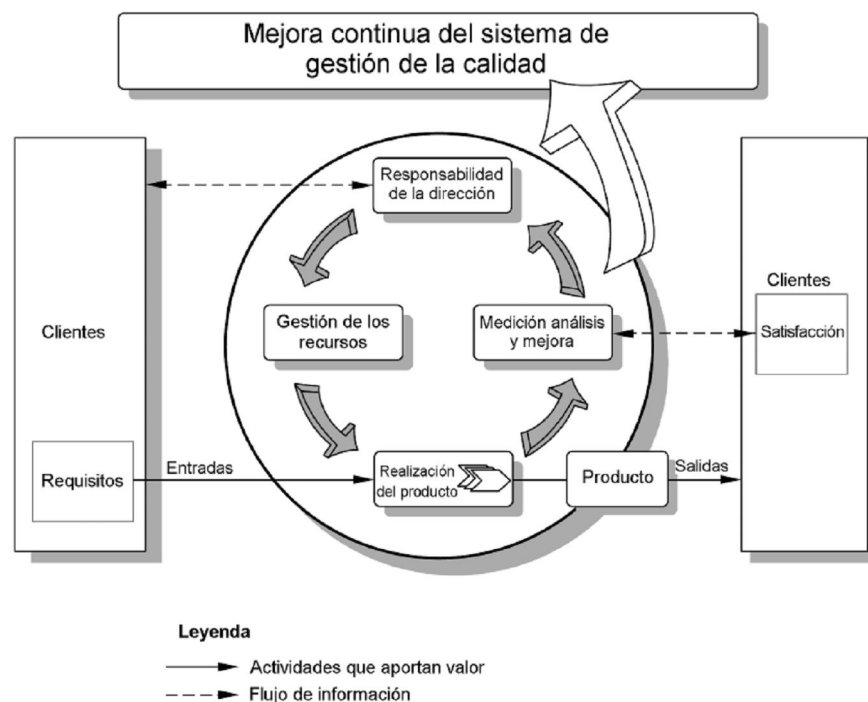 Mejora continua del sistema de
gestión de la calidad
Responsabilidad
de la dirección
Clientes
Gestión de los
recursos
Medición análisis
y mejora
Clientes
Satisfacción
Requisitos
Entradas
Realización
del producto
Producto
Salidas
Leyenda
Actividades que aportan valor
Flujo de información